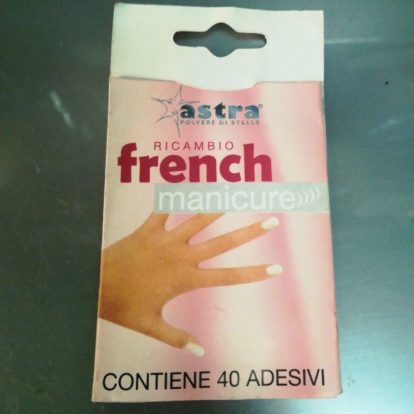 astra®
POLVERE DI STELLE
RICAMBIO
french
manicure
CONTIENE 40 ADESIVI